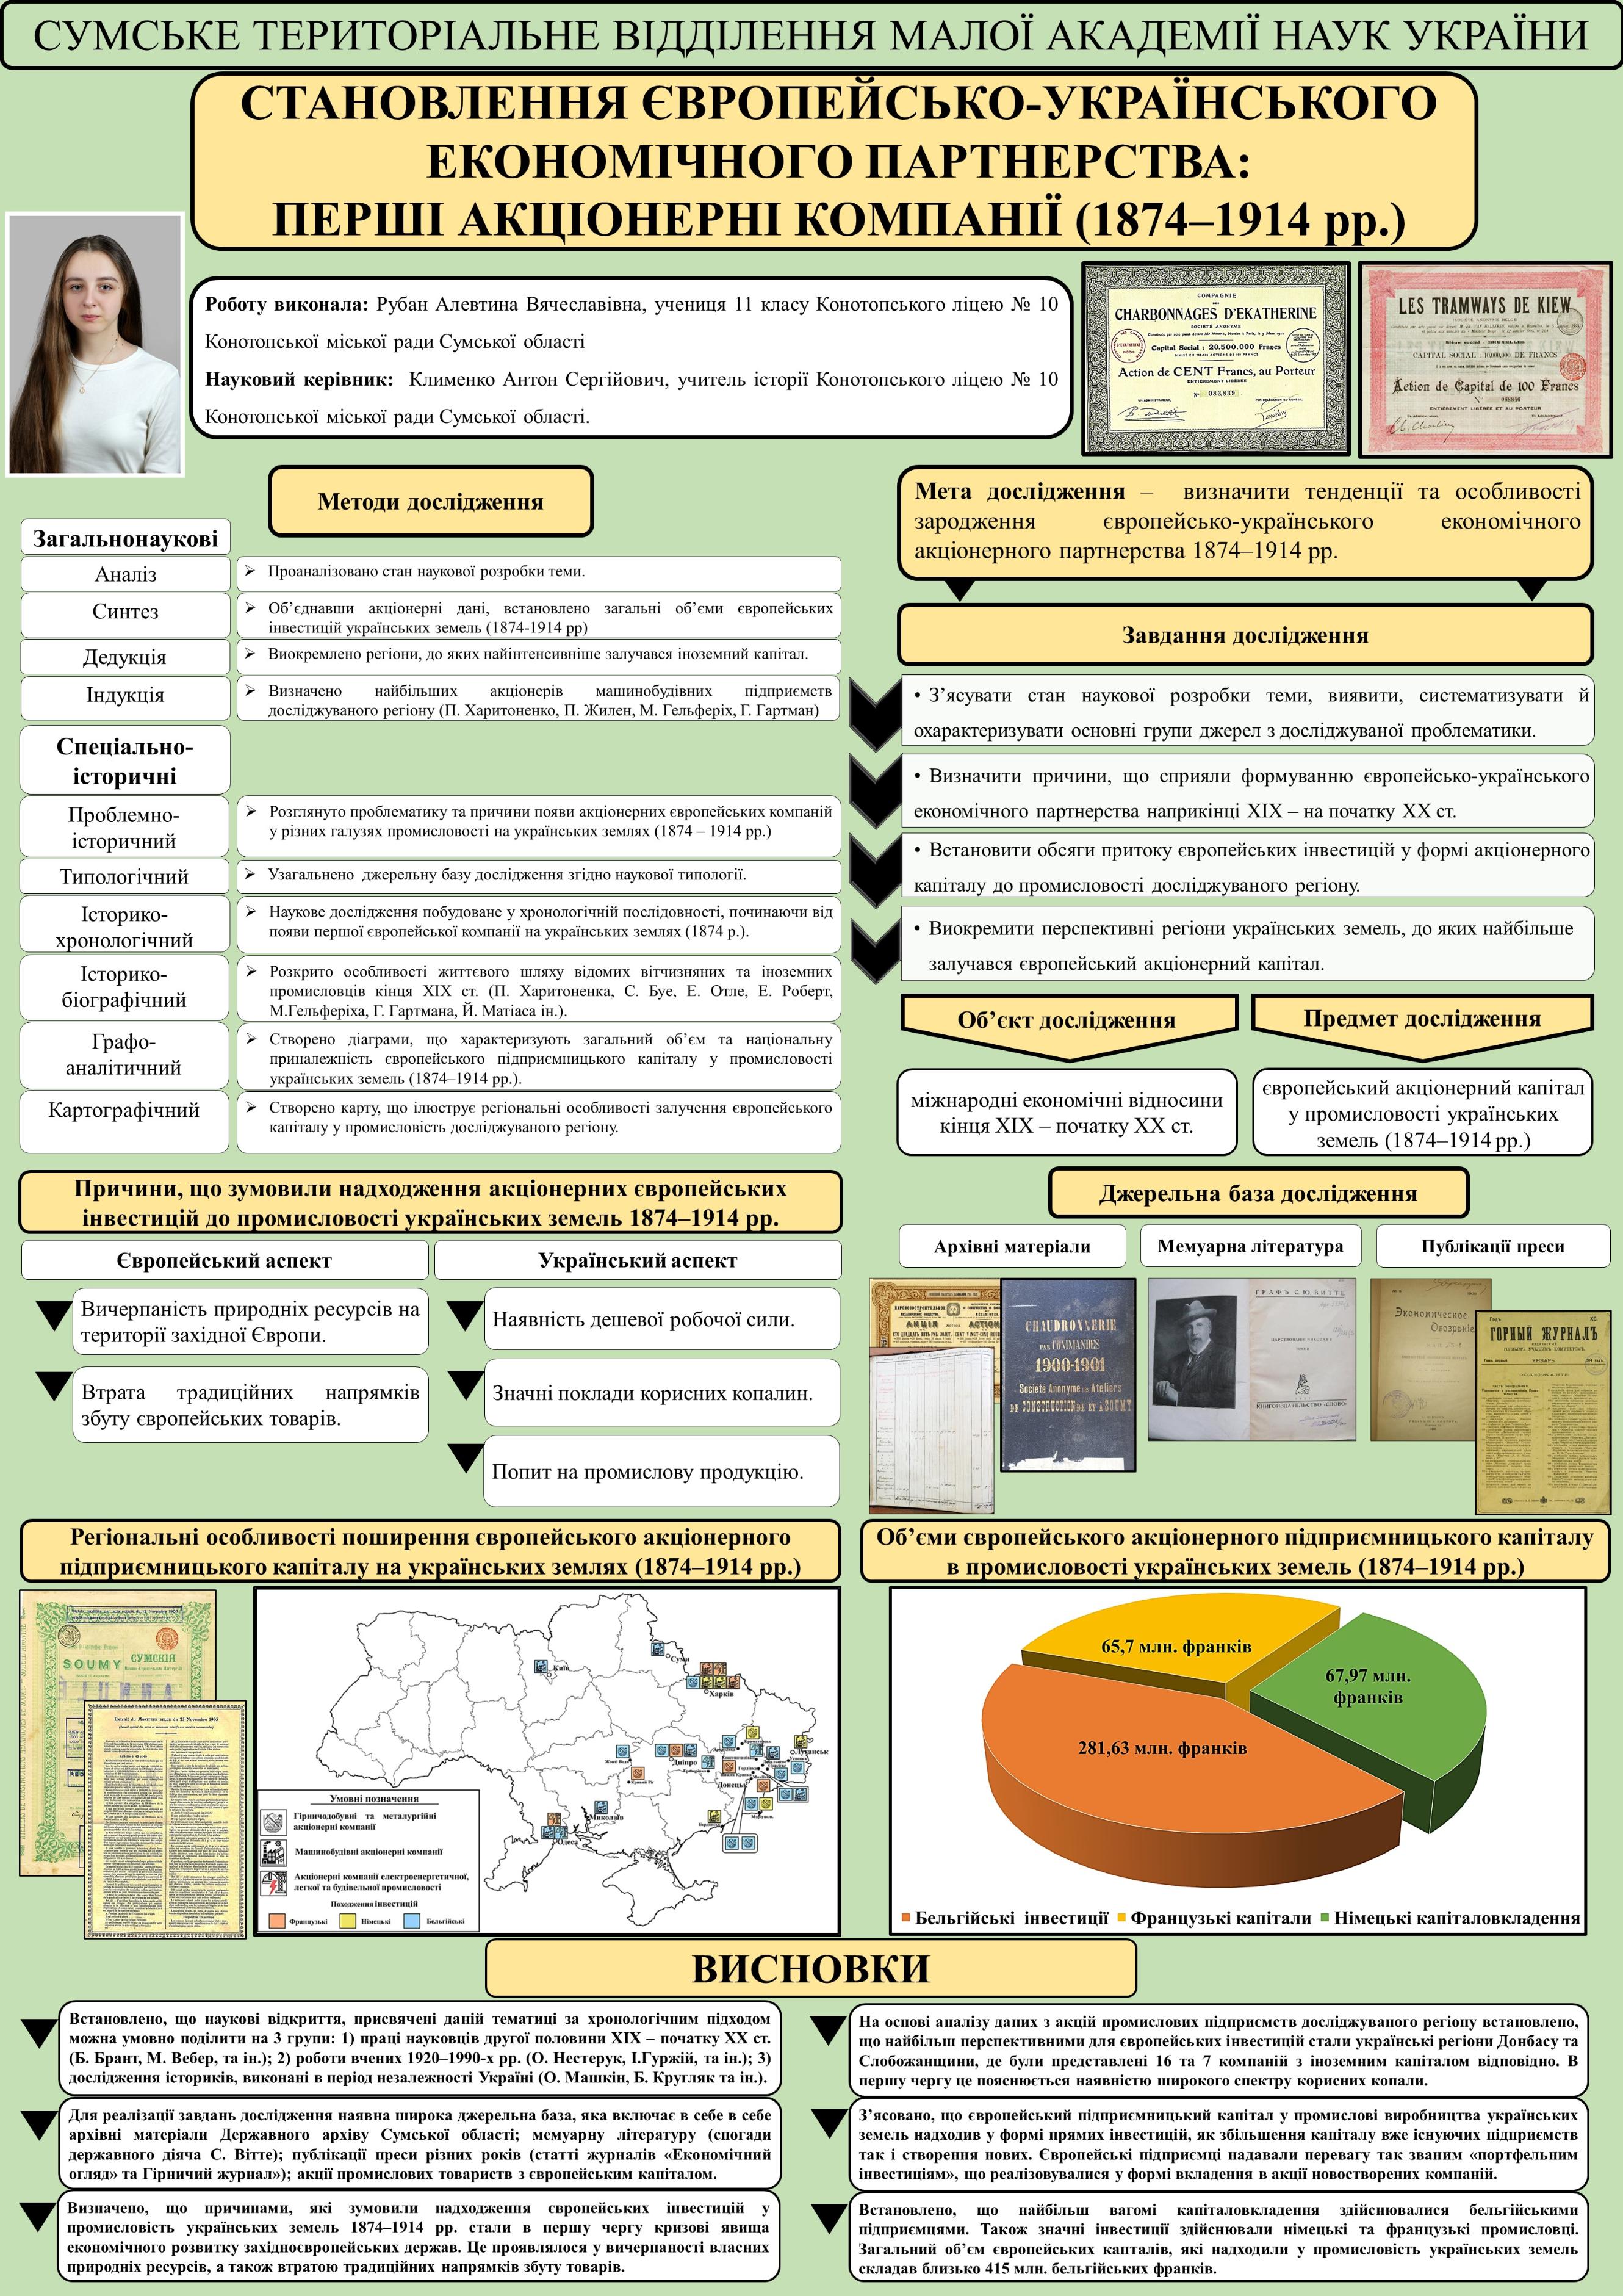 СУМСЬКЕ ТЕРИТОРІАЛЬНЕ ВІДДІЛЕННЯ МАЛОЇ АКАДЕМІЇ НАУК УКРАЇНИ
СТАНОВЛЕННЯ ЄВРОПЕЙСЬКО-УКРАЇНСЬКОГО
ЕКОНОМІЧНОГО ПАРТНЕРСТВА:
ПЕРШІ АКЦІОНЕРНІ КОМПАНІЇ (1874–1914 рр.)
Роботу виконала: Рубан Алевтина Вячеславівна, учениця 11 класу Конотопського ліцею № 10
Конотопської міської ради Сумської області
Науковий керівник: Клименко Антон Сергійович, учитель історії Конотопського ліцею № 10
Конотопської міської ради Сумської області.
COMPAGNIE
CHARBONNAGES D'EKATHERINE
SOCIÉTÉ ANONYME
Capital Social : 20.500.000 Francs
Action de CENT Francs, au Porteur
ENTIÈREMENT LIBÉRÉE
Nº 083,839
LES TRAMWAYS DE KIEW
SOCIÉTÉ ANONYME BELGE
Siège social : BRUXELLES
CAPITAL SOCIAL : 10,000,000 DE FRANCS
Action de Capital de 100 Francs
ENTIÈREMENT LIBÉRÉE ET AU PORTEUR
Методи дослідження
Загальнонаукові
Аналіз
Проаналізовано стан наукової розробки теми.
Синтез
Об’єднавши акціонерні дані, встановлено загальні об’єми європейських
інвестицій українських земель (1874-1914 рр)
Дедукція
Виокремлено регіони, до яких найінтенсивніше залучався іноземний капітал.
Індукція
Визначено найбільших акціонерів машинобудівних підприємств
досліджуваного регіону (П. Харитоненко, П. Жилен, М. Гельферіх, Г. Гартман)
Спеціально-
історичні
Проблемно-
історичний
Розглянуто проблематику та причини появи акціонерних європейських компаній
у різних галузях промисловості на українських землях (1874 – 1914 рр.)
Типологічний
Узагальнено джерельну базу дослідження згідно наукової типології.
Історико-
хронологічний
Наукове дослідження побудоване у хронологічній послідовності, починаючи від
появи першої європейської компанії на українських землях (1874 р.).
Історико-
біографічний
Розкрито особливості життєвого шляху відомих вітчизняних та іноземних
промисловців кінця ХІХ ст. (П. Харитоненка, С. Буе, Е. Отле, Е. Роберт,
М.Гельферіха, Г. Гартмана, Й. Матіаса ін.).
Графо-
аналітичний
Створено діаграми, що характеризують загальний об’єм та національну
приналежність європейського підприємницького капіталу у промисловості
українських земель (1874–1914 рр.).
Картографічний
Створено карту, що ілюструє регіональні особливості залучення європейського
капіталу у промисловість досліджуваного регіону.
Мета дослідження – визначити тенденції та особливості
зародження європейсько-українського економічного
акціонерного партнерства 1874–1914 рр.
Завдання дослідження
• З’ясувати стан наукової розробки теми, виявити, систематизувати й
охарактеризувати основні групи джерел з досліджуваної проблематики.
• Визначити причини, що сприяли формуванню європейсько-українського
економічного партнерства наприкінці ХІХ – на початку ХХ ст.
• Встановити обсяги притоку європейських інвестицій у формі акціонерного
капіталу до промисловості досліджуваного регіону.
• Виокремити перспективні регіони українських земель, до яких найбільше
залучався європейський акціонерний капітал.
Об’єкт дослідження
Предмет дослідження
міжнародні економічні відносини
кінця ХІХ – початку ХХ ст.
європейський акціонерний капітал
у промисловості українських
земель (1874–1914 рр.)
Причини, що зумовили надходження акціонерних європейських
інвестицій до промисловості українських земель 1874–1914 рр.
Європейський аспект
Український аспект
Вичерпаність природніх ресурсів на
території західної Європи.
Втрата традиційних напрямків
збуту європейських товарів.
Наявність дешевої робочої сили.
Значні поклади корисних копалин.
Попит на промислову продукцію.
Джерельна база дослідження
Архівні матеріали
Мемуарна література
Публікації преси
CHAUDRONNERIE
PAR COMMANDES
1900-1901
Société Anonyme des Ateliers
DE CONSTRUCTION DE ET A SOUMY
ГРАФЪ С. Ю. ВИТТЕ
КНИГОИЗДАТЕЛЬСТВО «СЛОВО»
Экономическое
Обозрѣніе
ГОРНЫЙ ЖУРНАЛЪ
ЯНВАРЬ
Регіональні особливості поширення європейського акціонерного
підприємницького капіталу на українських землях (1874–1914 рр.)
SOUMY
СУМСКІЯ
Extrait du Moniteur belge du 25 Novembre 1903
Київ
Суми
Харків
Луганськ
Дніпро
Донецьк
Кривий Ріг
Миколаїв
Одеса
Умовні позначення
Гірничодобувні та металургійні
акціонерні компанії
Машинобудівні акціонерні компанії
Акціонерні компанії електроенергетичної,
легкої та будівельної промисловості
Походження інвестицій
Французькі
Німецькі
Бельгійські
Об’єми європейського акціонерного підприємницького капіталу
в промисловості українських земель (1874–1914 рр.)
65,7 млн. франків
67,97 млн.
франків
281,63 млн. франків
Бельгійські інвестиції
Французькі капітали
Німецькі капіталовкладення
ВИСНОВКИ
Встановлено, що наукові відкриття, присвячені даній тематиці за хронологічним підходом
можна умовно поділити на 3 групи: 1) праці науковців другої половини ХІХ – початку ХХ ст.
(Б. Брант, М. Вебер, та ін.); 2) роботи вчених 1920–1990-х рр. (О. Нестерук, І.Гуржій, та ін.); 3)
дослідження істориків, виконані в період незалежності Україні (О. Машкін, Б. Кругляк та ін.).
Для реалізації завдань дослідження наявна широка джерельна база, яка включає в себе в себе
архівні матеріали Державного архіву Сумської області; мемуарну літературу (спогади
державного діяча С. Вітте); публікації преси різних років (статті журналів «Економічний
огляд» та Гірничий журнал»); акції промислових товариств з європейським капіталом.
Визначено, що причинами, які зумовили надходження європейських інвестицій у
промисловість українських земель 1874–1914 рр. стали в першу чергу кризові явища
економічного розвитку західноєвропейських держав. Це проявлялося у вичерпаності власних
природніх ресурсів, а також втратою традиційних напрямків збуту товарів.
На основі аналізу даних з акцій промислових підприємств досліджуваного регіону встановлено,
що найбільш перспективними для європейських інвестицій стали українські регіони Донбасу та
Слобожанщини, де були представлені 16 та 7 компаній з іноземним капіталом відповідно. В
першу чергу це пояснюється наявністю широкого спектру корисних копали.
З’ясовано, що європейський підприємницький капітал у промислові виробництва українських
земель надходив у формі прямих інвестицій, як збільшення капіталу вже існуючих підприємств
так і створення нових. Європейські підприємці надавали перевагу так званим «портфельним
інвестиціям», що реалізовувалися у формі вкладення в акції новостворених компаній.
Встановлено, що найбільш вагомі капіталовкладення здійснювалися бельгійськими
підприємцями. Також значні інвестиції здійснювали німецькі та французькі промисловці.
Загальний об’єм європейських капталів, які надходили у промисловість українських земель
складав близько 415 млн. бельгійських франків.